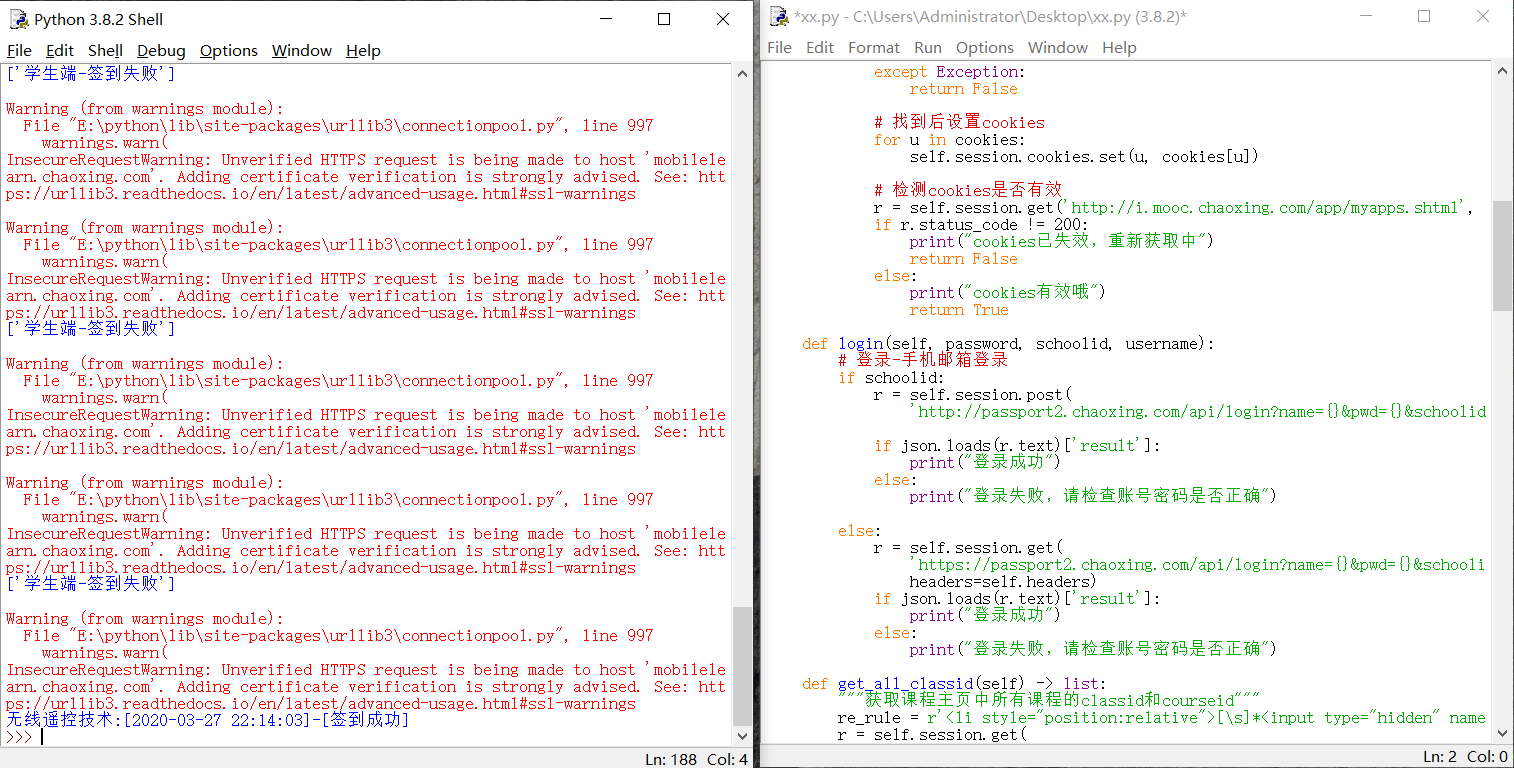 Python 3.8.2 Shell
File Edit Shell Debug Options Window Help
['学生端-签到失败']
Warning (from warnings module):
File "E:\python\lib\site-packages\urllib3\connectionpool.py", line 997
warnings.warn(
InsecureRequestWarning: Unverified HTTPS request is being made to host 'mobilele
arn.chaoxing.com'. Adding certificate verification is strongly advised. See: htt
ps://urllib3.readthedocs.io/en/latest/advanced-usage.html#ssl-warnings
Warning (from warnings module):
File "E:\python\lib\site-packages\urllib3\connectionpool.py", line 997
warnings.warn(
InsecureRequestWarning: Unverified HTTPS request is being made to host 'mobilele
arn.chaoxing.com'. Adding certificate verification is strongly advised. See: htt
ps://urllib3.readthedocs.io/en/latest/advanced-usage.html#ssl-warnings
['学生端-签到失败']
Warning (from warnings module):
File "E:\python\lib\site-packages\urllib3\connectionpool.py", line 997
warnings.warn(
InsecureRequestWarning: Unverified HTTPS request is being made to host 'mobilele
arn.chaoxing.com'. Adding certificate verification is strongly advised. See: htt
ps://urllib3.readthedocs.io/en/latest/advanced-usage.html#ssl-warnings
Warning (from warnings module):
File "E:\python\lib\site-packages\urllib3\connectionpool.py", line 997
warnings.warn(
InsecureRequestWarning: Unverified HTTPS request is being made to host 'mobilele
arn.chaoxing.com'. Adding certificate verification is strongly advised. See: htt
ps://urllib3.readthedocs.io/en/latest/advanced-usage.html#ssl-warnings
['学生端-签到失败']
Warning (from warnings module):
File "E:\python\lib\site-packages\urllib3\connectionpool.py", line 997
warnings.warn(
InsecureRequestWarning: Unverified HTTPS request is being made to host 'mobilele
arn.chaoxing.com'. Adding certificate verification is strongly advised. See: htt
ps://urllib3.readthedocs.io/en/latest/advanced-usage.html#ssl-warnings
无线遥控技术:[2020-03-27 22:14:03]-[签到成功]
>>>
Ln: 188 Col: 4
*xx.py - C:\Users\Administrator\Desktop\xx.py (3.8.2)*
File Edit Format Run Options Window Help
except Exception:
return False
# 找到后设置cookies
for u in cookies:
self.session.cookies.set(u, cookies[u])
# 检测cookies是否有效
r = self.session.get('http://i.mooc.chaoxing.com/app/myapps.shtml',
if r.status_code != 200:
print("cookies已失效，重新获取中")
return False
else:
print("cookies有效哦")
return True
def login(self, password, schoolid, username):
# 登录-手机邮箱登录
if schoolid:
r = self.session.post(
'http://passport2.chaoxing.com/api/login?name={}&pwd={}&schoolid
if json.loads(r.text)['result']:
print("登录成功")
else:
print("登录失败，请检查账号密码是否正确")
else:
r = self.session.get(
'https://passport2.chaoxing.com/api/login?name={}&pwd={}&schooli
headers=self.headers)
if json.loads(r.text)['result']:
print("登录成功")
else:
print("登录失败，请检查账号密码是否正确")
def get_all_classid(self) -> list:
"""获取课程主页中所有课程的classid和courseid"""
re_rule = r'<li style="position:relative">[\s]*<input type="hidden" name
r = self.session.get(
Ln: 2 Col: 0